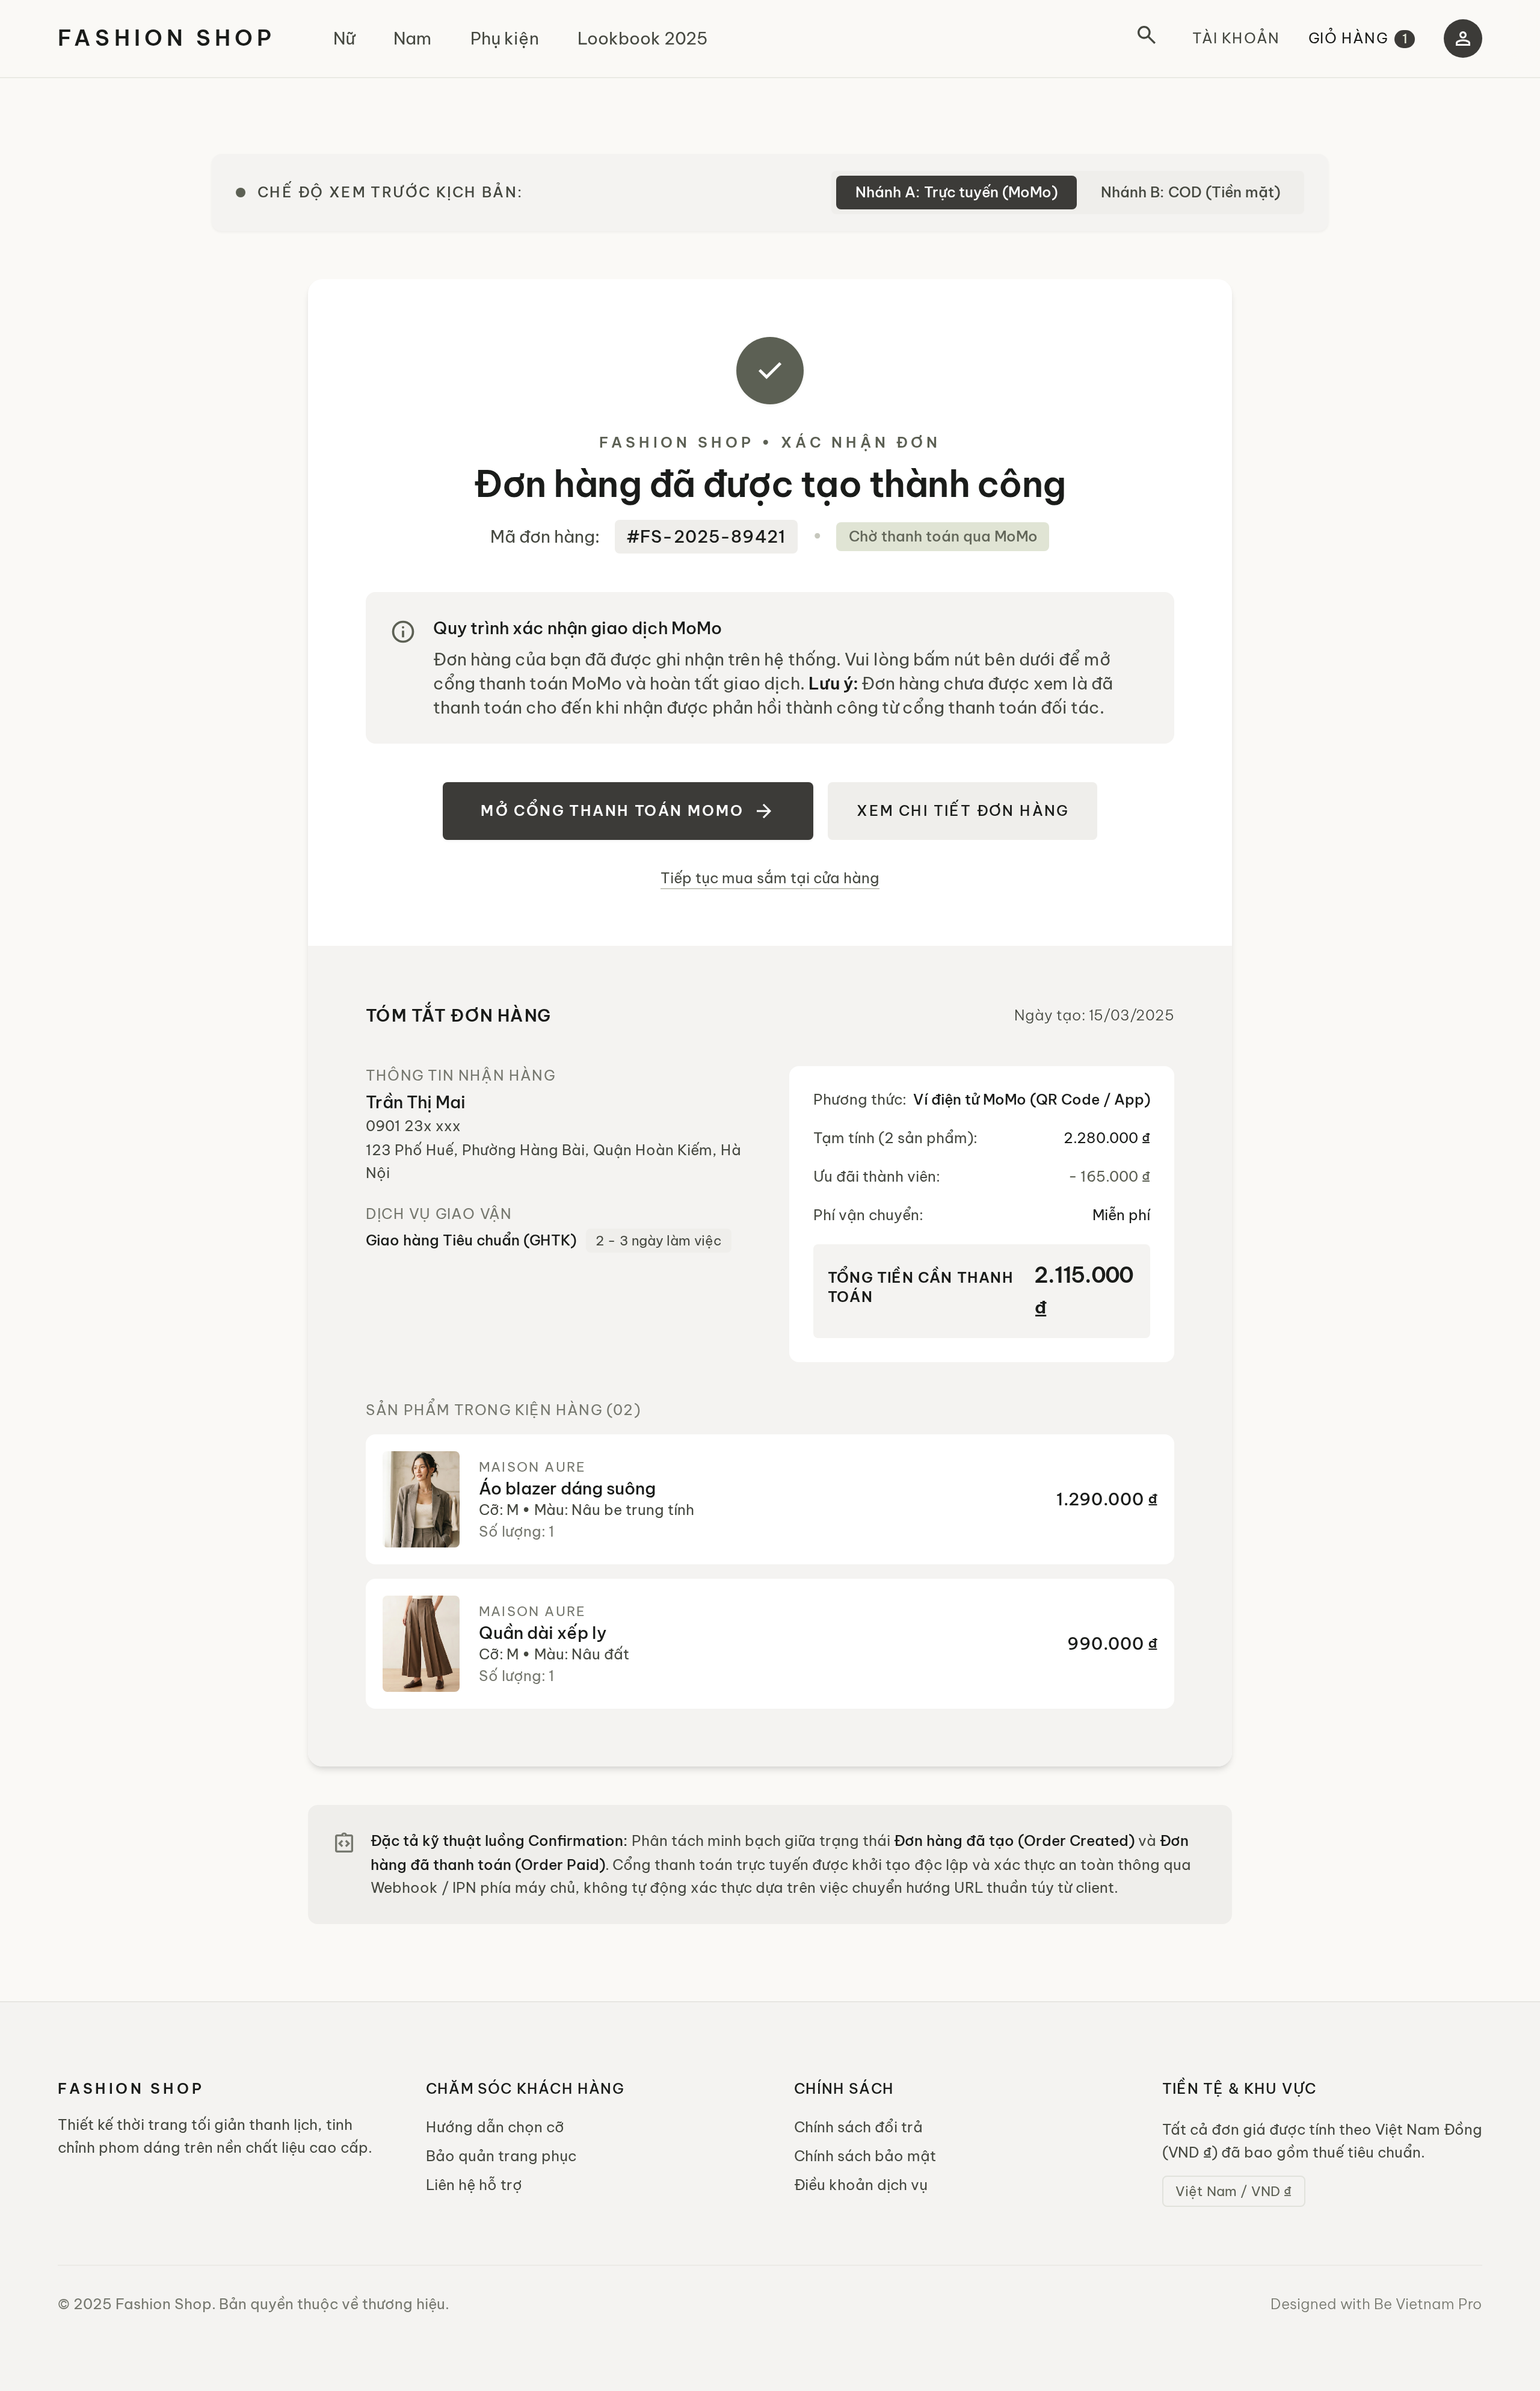 FASHION SHOP
Nữ
Nam
Phụ kiện
Lookbook 2025
TÀI KHOẢN
GIỎ HÀNG 1
CHẾ ĐỘ XEM TRƯỚC KỊCH BẢN:
Nhánh A: Trực tuyến (MoMo)
Nhánh B: COD (Tiền mặt)
FASHION SHOP • XÁC NHẬN ĐƠN
Đơn hàng đã được tạo thành công
Mã đơn hàng: #FS-2025-89421 • Chờ thanh toán qua MoMo
Quy trình xác nhận giao dịch MoMo
Đơn hàng của bạn đã được ghi nhận trên hệ thống. Vui lòng bấm nút bên dưới để mở
cổng thanh toán MoMo và hoàn tất giao dịch. Lưu ý: Đơn hàng chưa được xem là đã
thanh toán cho đến khi nhận được phản hồi thành công từ cổng thanh toán đối tác.
MỞ CỔNG THANH TOÁN MOMO →
XEM CHI TIẾT ĐƠN HÀNG
Tiếp tục mua sắm tại cửa hàng
TÓM TẮT ĐƠN HÀNG
Ngày tạo: 15/03/2025
THÔNG TIN NHẬN HÀNG
Trần Thị Mai
0901 23x xxx
123 Phố Huế, Phường Hàng Bài, Quận Hoàn Kiếm, Hà
Nội
DỊCH VỤ GIAO VẬN
Giao hàng Tiêu chuẩn (GHTK) 2 - 3 ngày làm việc
Phương thức: Ví điện tử MoMo (QR Code / App)
Tạm tính (2 sản phẩm): 2.280.000 ₫
Ưu đãi thành viên: - 165.000 ₫
Phí vận chuyển: Miễn phí
TỔNG TIỀN CẦN THANH
TOÁN
2.115.000
₫
SẢN PHẨM TRONG KIỆN HÀNG (02)
MAISON AURE
Áo blazer dáng suông
Cỡ: M • Màu: Nâu be trung tính
Số lượng: 1
1.290.000 ₫
MAISON AURE
Quần dài xếp ly
Cỡ: M • Màu: Nâu đất
Số lượng: 1
990.000 ₫
Đặc tả kỹ thuật luồng Confirmation: Phân tách minh bạch giữa trạng thái Đơn hàng đã tạo (Order Created) và Đơn
hàng đã thanh toán (Order Paid). Cổng thanh toán trực tuyến được khởi tạo độc lập và xác thực an toàn thông qua
Webhook / IPN phía máy chủ, không tự động xác thực dựa trên việc chuyển hướng URL thuần túy từ client.
FASHION SHOP
Thiết kế thời trang tối giản thanh lịch, tinh
chỉnh phom dáng trên nền chất liệu cao cấp.
CHĂM SÓC KHÁCH HÀNG
Hướng dẫn chọn cỡ
Bảo quản trang phục
Liên hệ hỗ trợ
CHÍNH SÁCH
Chính sách đổi trả
Chính sách bảo mật
Điều khoản dịch vụ
TIỀN TỆ & KHU VỰC
Tất cả đơn giá được tính theo Việt Nam Đồng
(VND ₫) đã bao gồm thuế tiêu chuẩn.
Việt Nam / VND ₫
© 2025 Fashion Shop. Bản quyền thuộc về thương hiệu.
Designed with Be Vietnam Pro